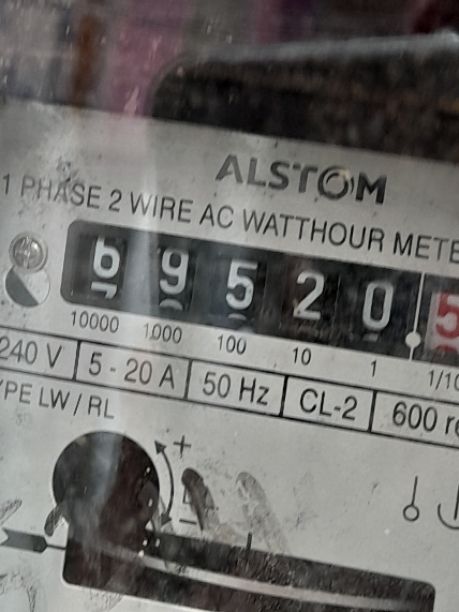 ALSTOM
1 PHASE 2 WIRE AC WATTHOUR METE
6 9 5 2 0 5
10000 1000 100 10 1 1/10
240 V 5 - 20 A 50 Hz CL-2 600 re
YPE LW / RL
+
-